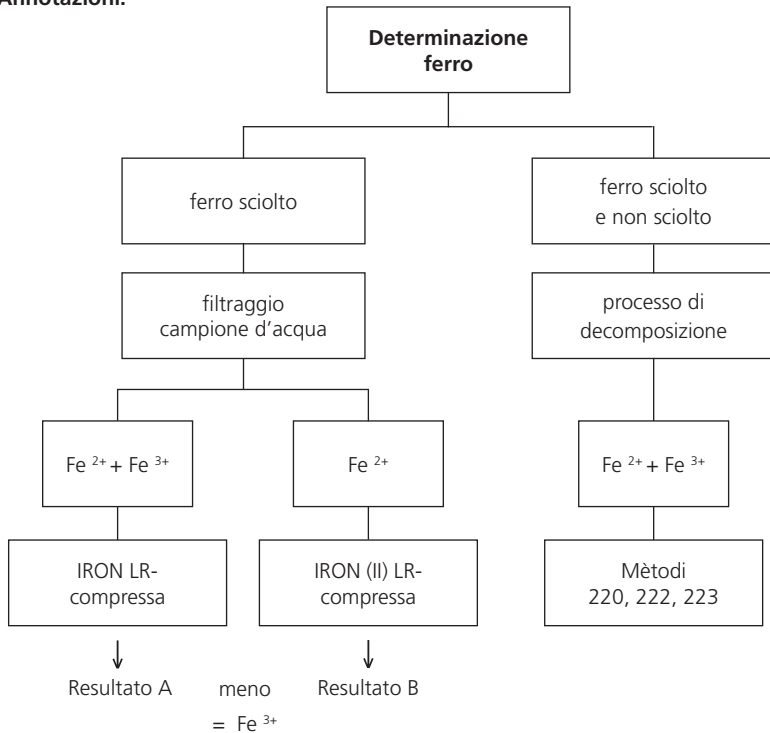 Annotazioni:
Determinazione
ferro
ferro sciolto
ferro sciolto
e non sciolto
filtraggio
campione d'acqua
processo di
decomposizione
Fe ²⁺ + Fe ³⁺
Fe ²⁺
Fe ²⁺ + Fe ³⁺
IRON LR-
compressa
IRON (II) LR-
compressa
Mètodi
220, 222, 223
Resultato A meno Resultato B
= Fe ³⁺